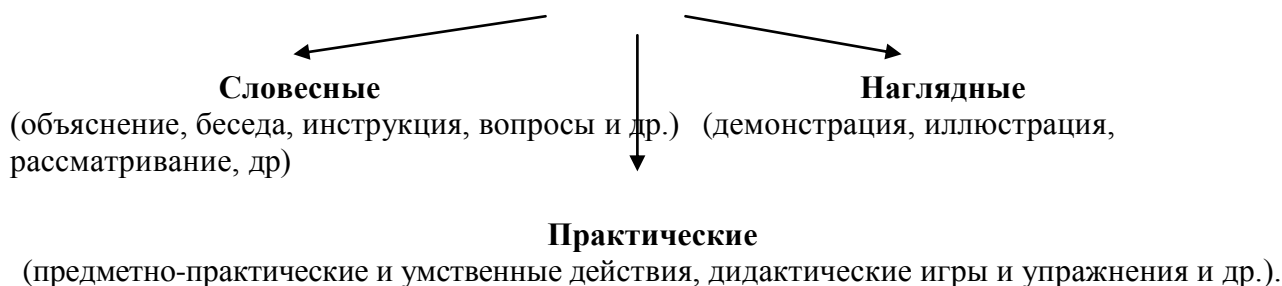 Словесные Наглядные
(объяснение, беседа, инструкция, вопросы и др.) (демонстрация, иллюстрация,
рассматривание, др)
Практические
(предметно-практические и умственные действия, дидактические игры и упражнения и др.).